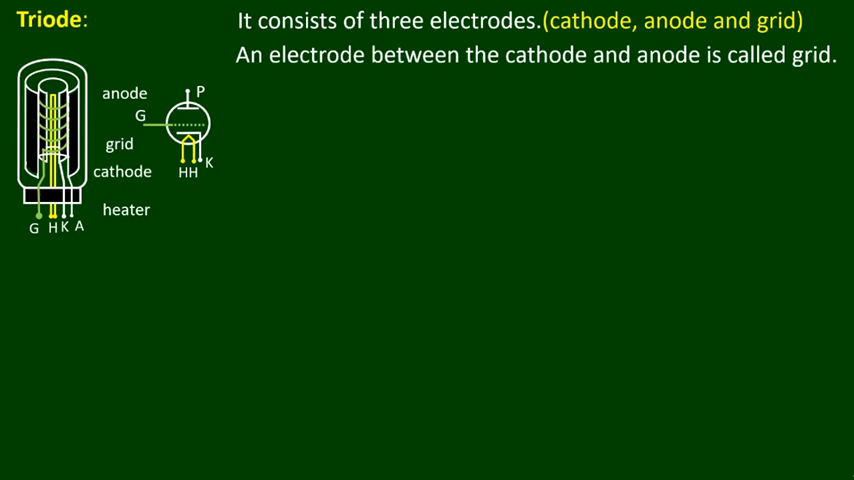 Triode:
It consists of three electrodes.(cathode, anode and grid)
An electrode between the cathode and anode is called grid.
anode
P
G
grid
K
cathode
HH
heater
G H K A